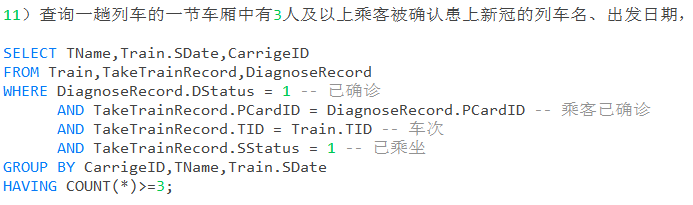 11）查询一趟列车的一节车厢中有3人及以上乘客被确认患上新冠的列车名、出发日期，
SELECT TName,Train.SDate,CarrigeID
FROM Train,TakeTrainRecord,DiagnoseRecord
WHERE DiagnoseRecord.DStatus = 1 -- 已确诊
AND TakeTrainRecord.PCardID = DiagnoseRecord.PCardID -- 乘客已确诊
AND TakeTrainRecord.TID = Train.TID -- 车次
AND TakeTrainRecord.SStatus = 1 -- 已乘坐
GROUP BY CarrigeID,TName,Train.SDate
HAVING COUNT(*)>=3;